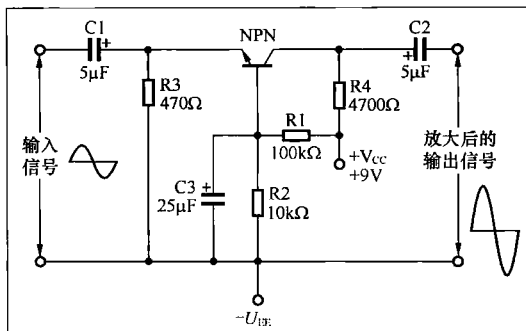 C1
5μF
NPN
C2
5μF
R3
470Ω
R4
4700Ω
R1
100kΩ
+VCC
+9V
输入
信号
C3
25μF
R2
10kΩ
放大后的
输出信号
-UEE